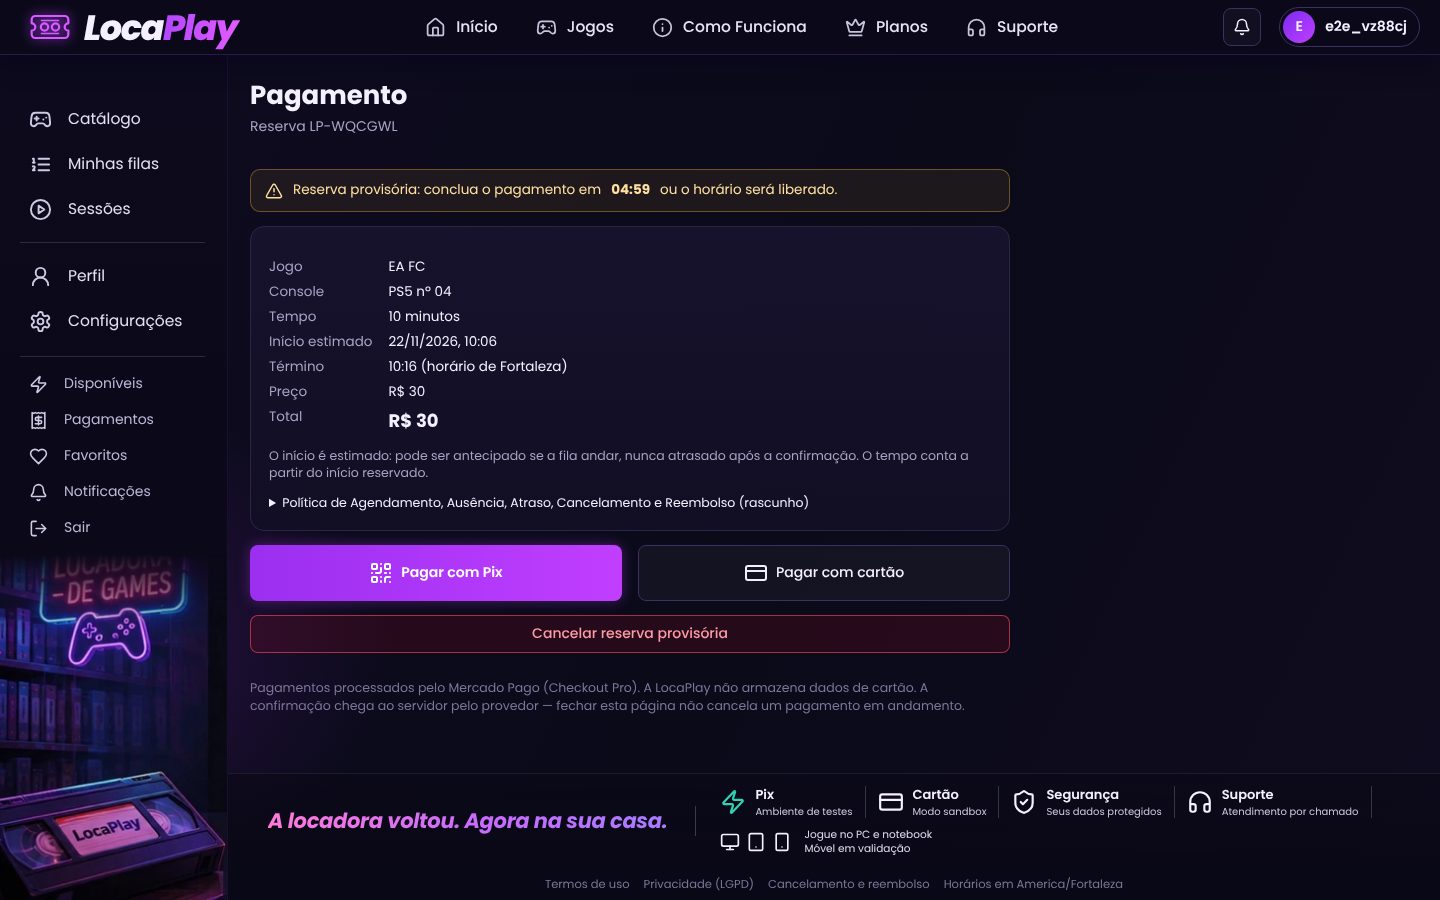 LocaPlay
Início
Jogos
Como Funciona
Planos
Suporte
E
e2e_vz88cj
Catálogo
Minhas filas
Sessões
Perfil
Configurações
Disponíveis
Pagamentos
Favoritos
Notificações
Sair
LOCADORA
-DE GAMES
LocaPlay
Pagamento
Reserva LP-WQCGWL
Reserva provisória: conclua o pagamento em 04:59 ou o horário será liberado.
Jogo EA FC
Console PS5 nº 04
Tempo 10 minutos
Início estimado 22/11/2026, 10:06
Término 10:16 (horário de Fortaleza)
Preço R$ 30
Total R$ 30
O início é estimado: pode ser antecipado se a fila andar, nunca atrasado após a confirmação. O tempo conta a
partir do início reservado.
Política de Agendamento, Ausência, Atraso, Cancelamento e Reembolso (rascunho)
Pagar com Pix
Pagar com cartão
Cancelar reserva provisória
Pagamentos processados pelo Mercado Pago (Checkout Pro). A LocaPlay não armazena dados de cartão. A
confirmação chega ao servidor pelo provedor — fechar esta página não cancela um pagamento em andamento.
A locadora voltou. Agora na sua casa.
Pix
Ambiente de testes
Cartão
Modo sandbox
Segurança
Seus dados protegidos
Suporte
Atendimento por chamado
Jogue no PC e notebook
Móvel em validação
Termos de uso
Privacidade (LGPD)
Cancelamento e reembolso
Horários em America/Fortaleza